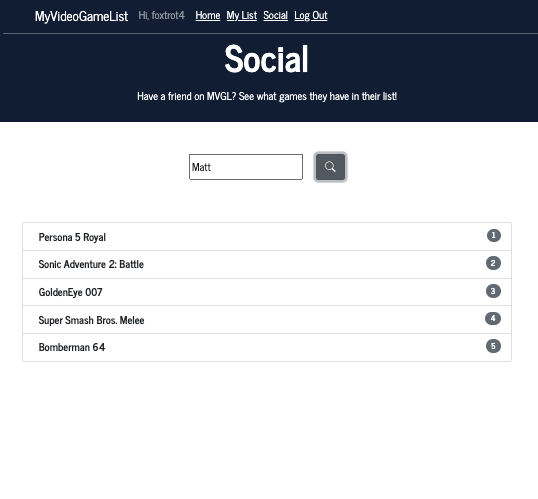 MyVideoGameList Hi, foxtrot4 Home My List Social Log Out
Social
Have a friend on MVGL? See what games they have in their list!
Matt
Persona 5 Royal 1
Sonic Adventure 2: Battle 2
GoldenEye 007 3
Super Smash Bros. Melee 4
Bomberman 64 5